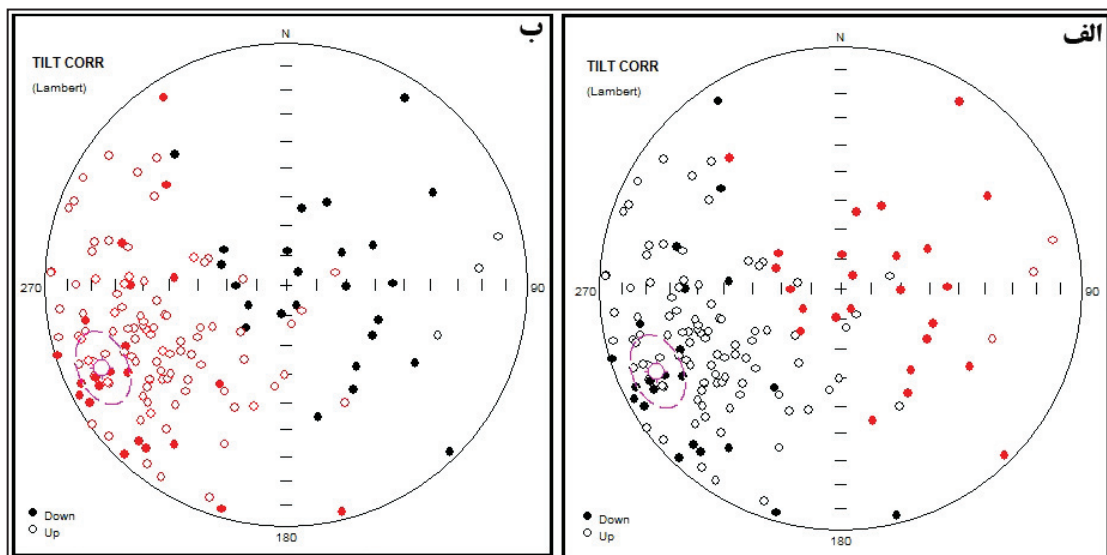 ب
TILT CORR
(Lambert)
N
270
90
180
Down
Up
الف
TILT CORR
(Lambert)
N
270
90
180
Down
Up